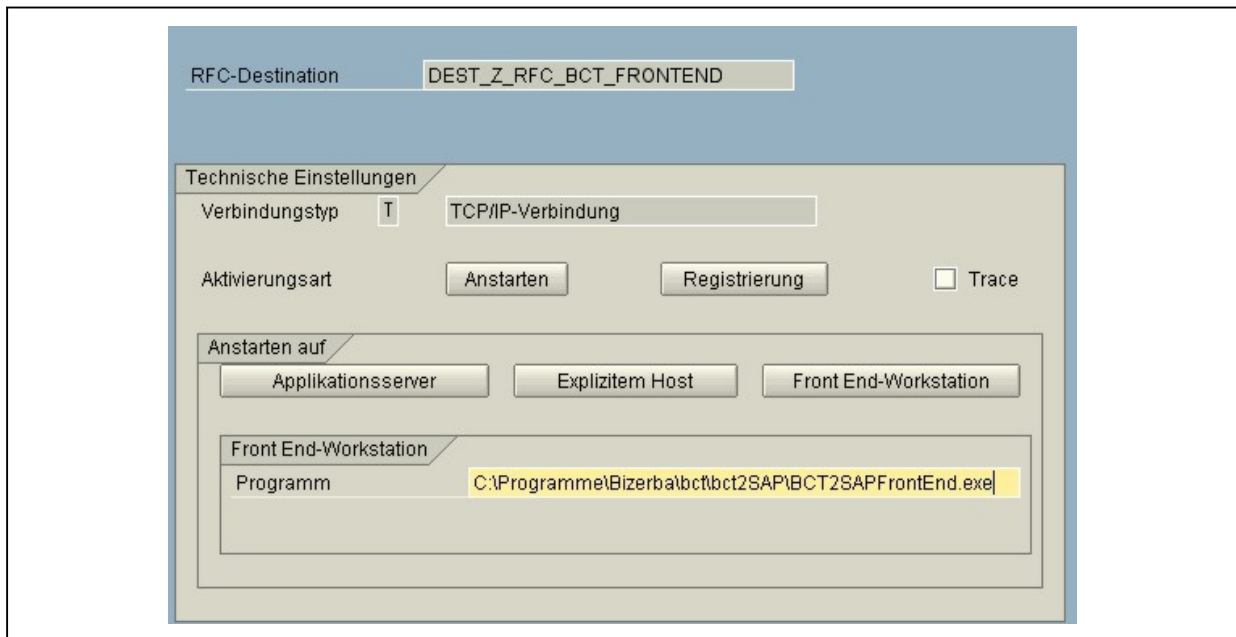 RFC-Destination DEST_Z_RFC_BCT_FRONTEND
Technische Einstellungen
Verbindungstyp T TCP/IP-Verbindung
Aktivierungsart Anstarten Registrierung Trace
Anstarten auf
Applikationsserver Explizitem Host Front End-Workstation
Front End-Workstation
Programm C:\Programme\Bizerba\bct\bct2SAP\BCT2SAPFrontEnd.exe